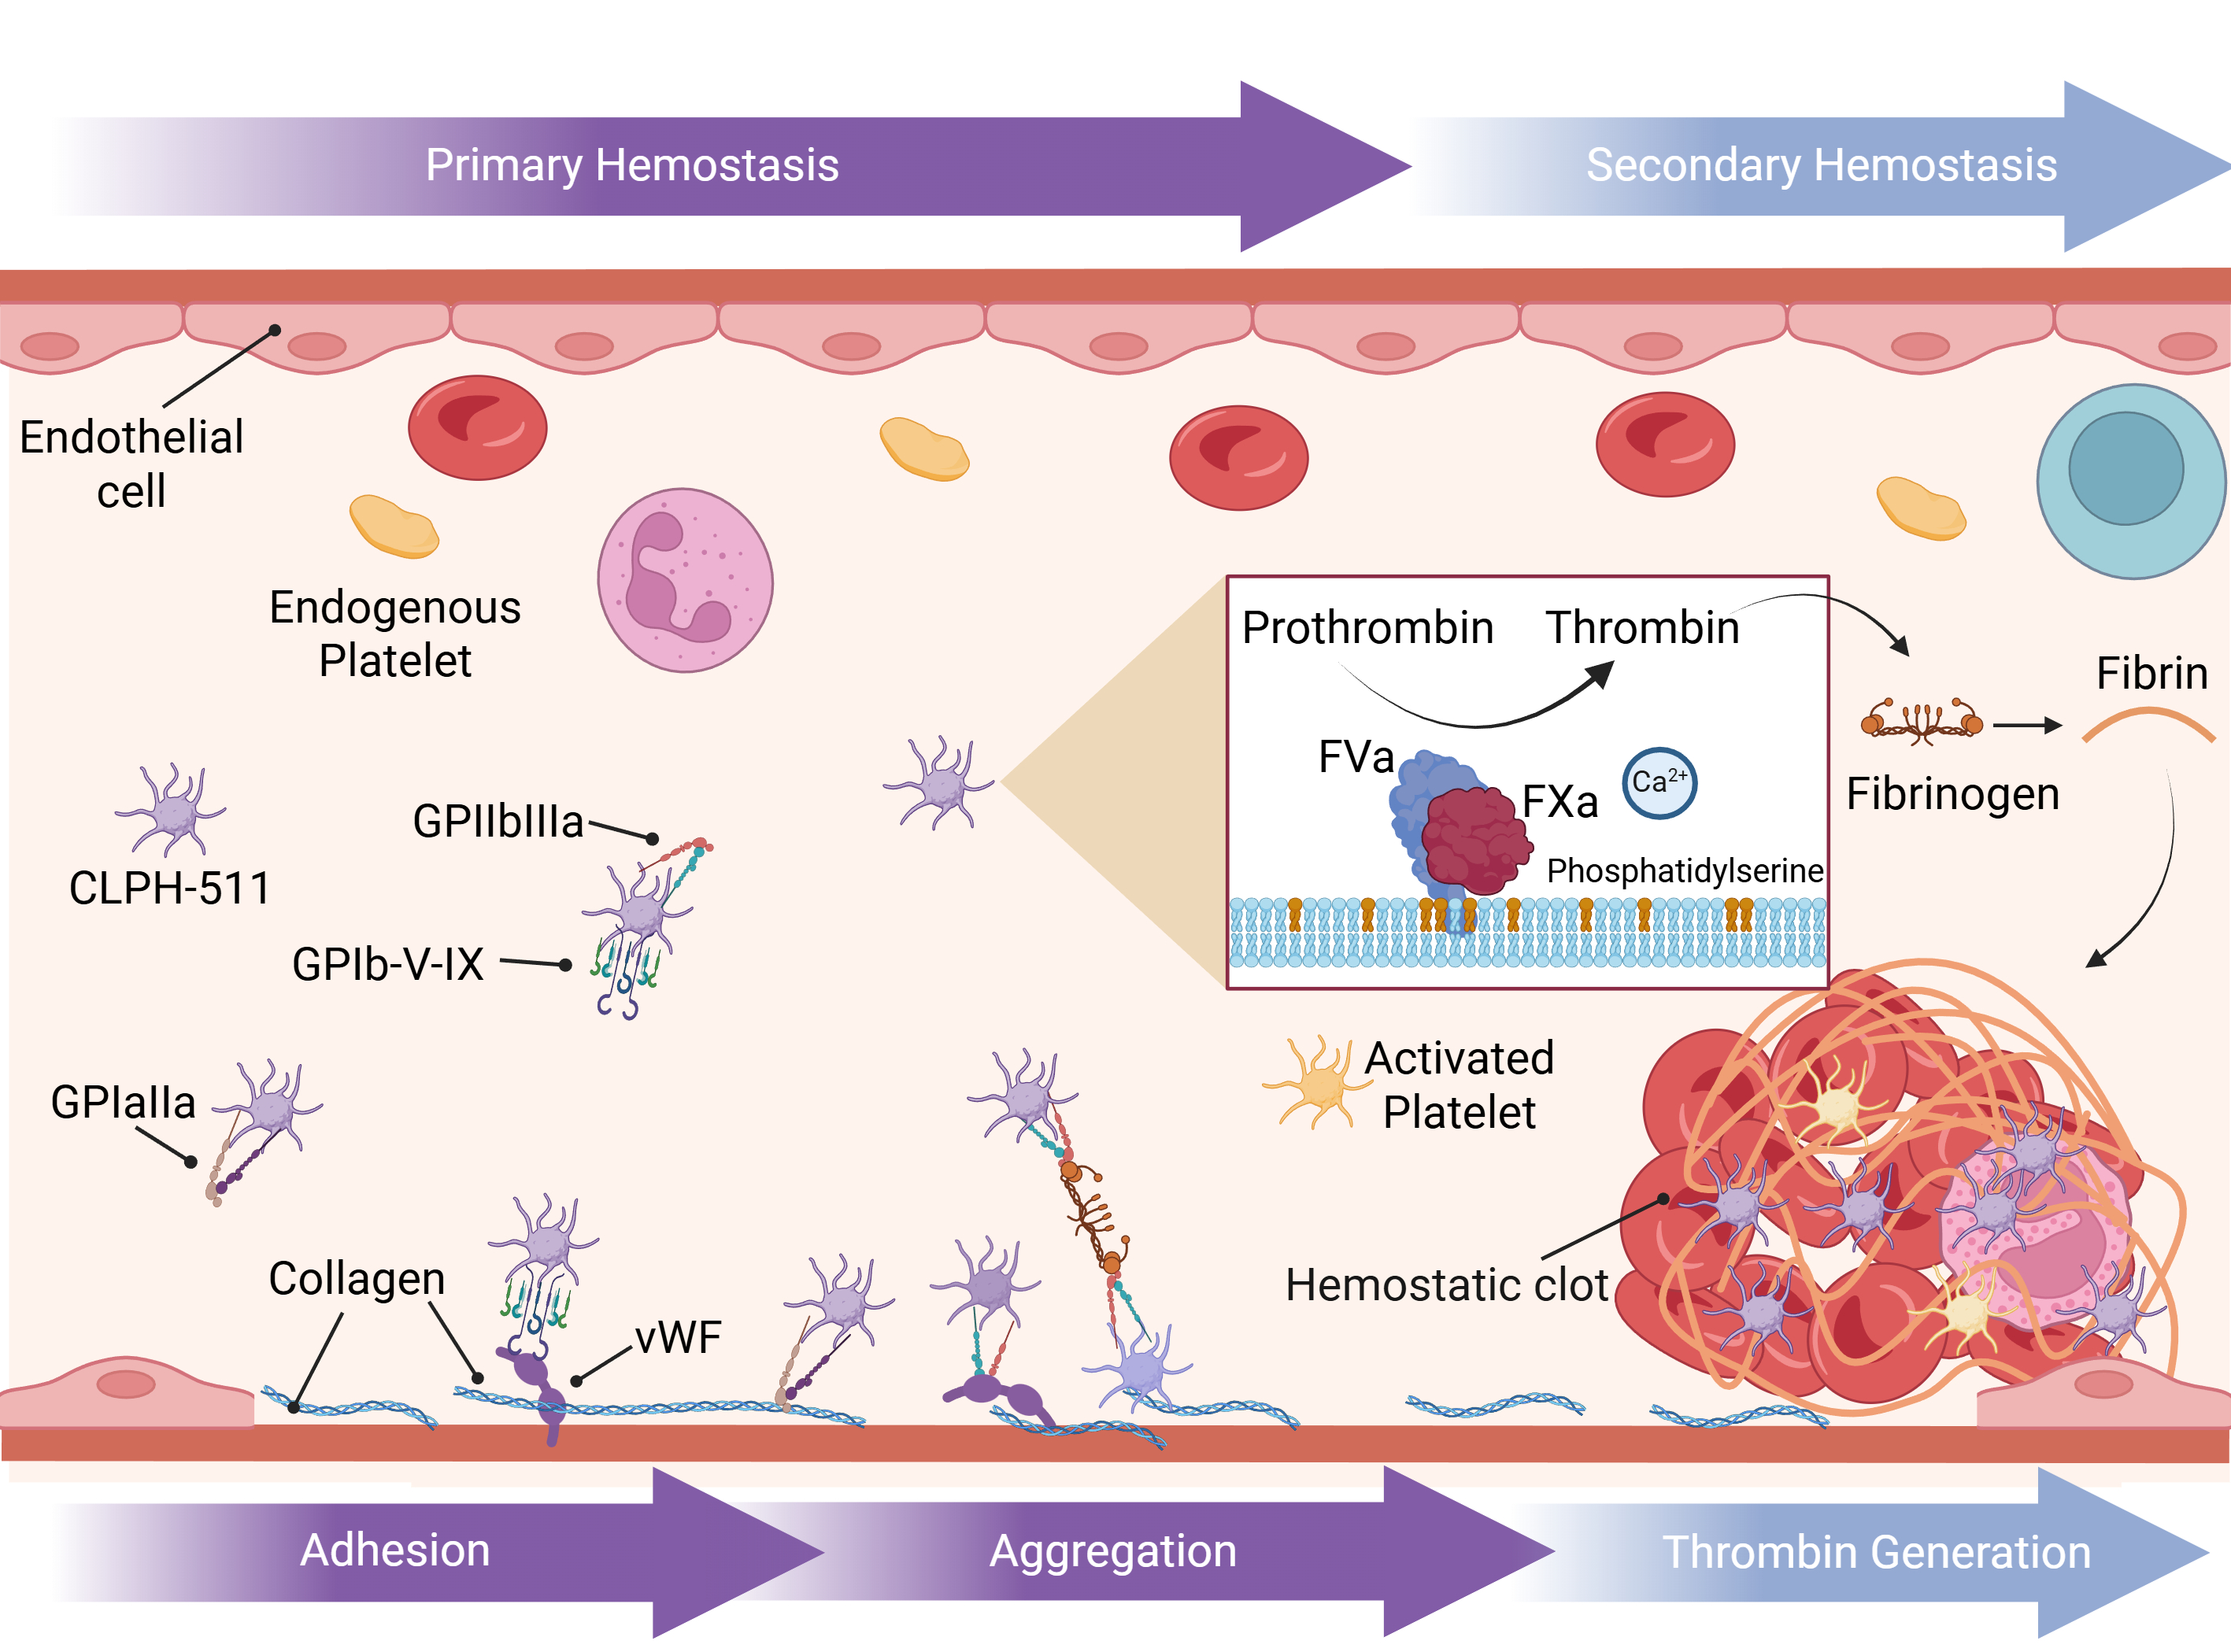 Primary Hemostasis
Secondary Hemostasis
Endothelial
cell
Endogenous
Platelet
Prothrombin
Thrombin
Fibrin
FVa
FXa
Ca²⁺
Fibrinogen
GPIIbIIIa
Phosphatidylserine
CLPH-511
GPIb-V-IX
Activated
Platelet
GPIaIIa
Collagen
Hemostatic clot
vWF
Adhesion
Aggregation
Thrombin Generation